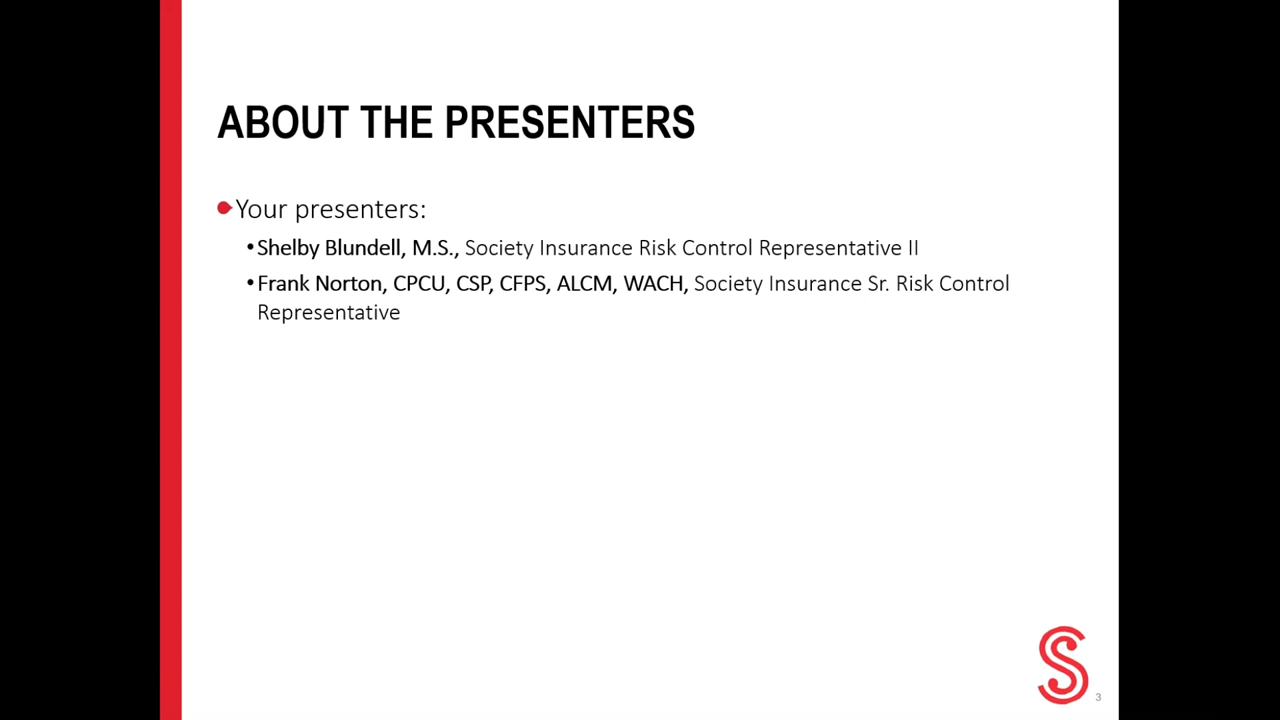 ABOUT THE PRESENTERS
Your presenters:
•Shelby Blundell, M.S., Society Insurance Risk Control Representative II
•Frank Norton, CPCU, CSP, CFPS, ALCM, WACH, Society Insurance Sr. Risk Control
Representative
S
3